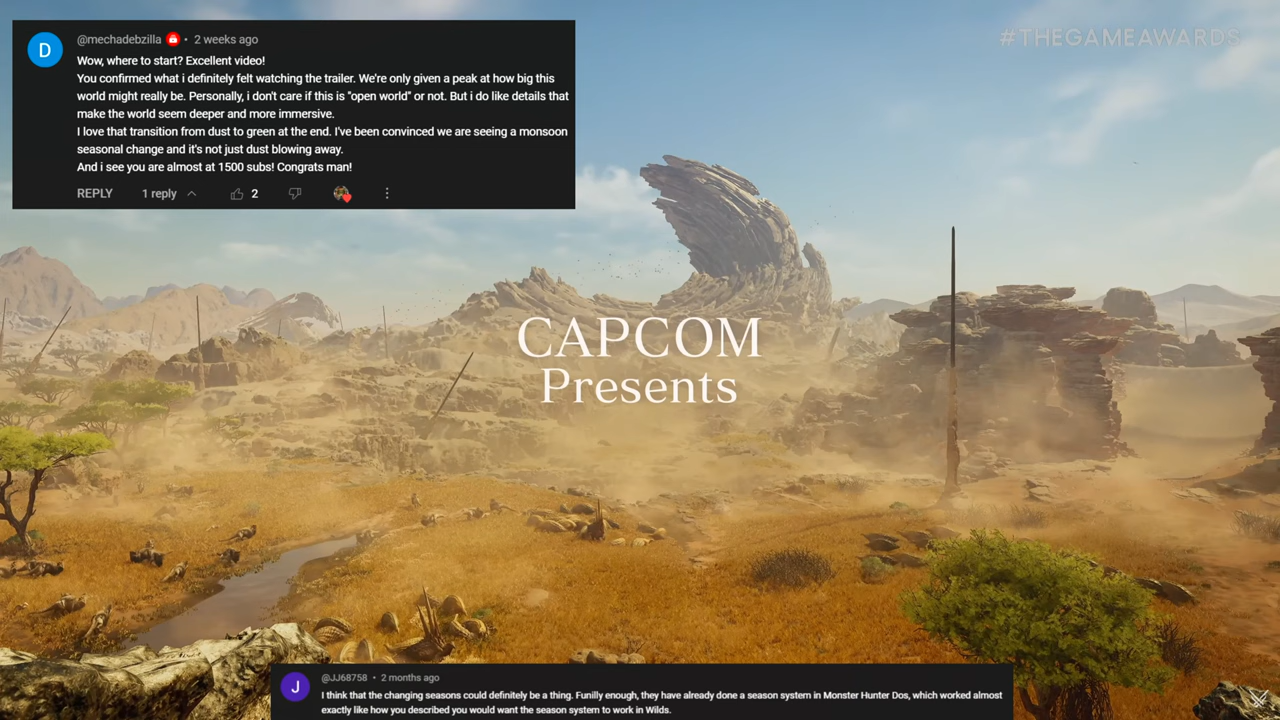 D
@mechadebzilla • 2 weeks ago
Wow, where to start? Excellent video!
You confirmed what i definitely felt watching the trailer. We're only given a peak at how big this
world might really be. Personally, i don't care if this is "open world" or not. But i do like details that
make the world seem deeper and more immersive.
I love that transition from dust to green at the end. I've been convinced we are seeing a monsoon
seasonal change and it's not just dust blowing away.
And i see you are almost at 1500 subs! Congrats man!
REPLY 1 reply 2
#THEGAMEAWARDS
CAPCOM
Presents
J
@JJ68758 • 2 months ago
I think that the changing seasons could definitely be a thing. Funilly enough, they have already done a season system in Monster Hunter Dos, which worked almost
exactly like how you described you would want the season system to work in Wilds.